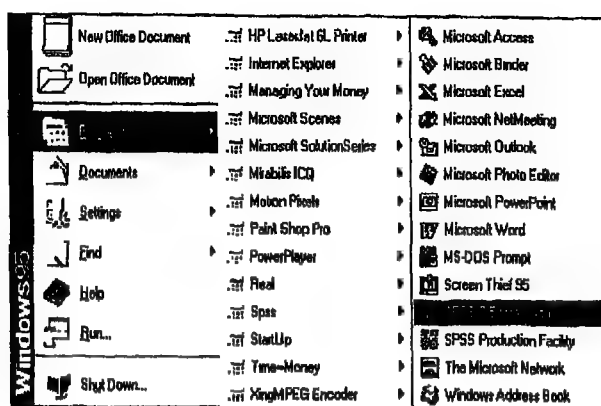 New Office Document
Open Office Document
Documents
Settings
Find
Help
Run...
Shut Down...
Windows95
HP LaserJet 6L Printer
Internet Explorer
Managing Your Money
Microsoft Scenes
Microsoft SolutionSeries
Mirabilis ICQ
Motion Pixels
Paint Shop Pro
PowerPlayer
Real
Spss
StartUp
Time-Money
XingMPEG Encoder
Microsoft Access
Microsoft Binder
Microsoft Excel
Microsoft NetMeeting
Microsoft Outlook
Microsoft Photo Editor
Microsoft PowerPoint
Microsoft Word
MS-DOS Prompt
Screen Thief 95
SPSS Production Facility
The Microsoft Network
Windows Address Book